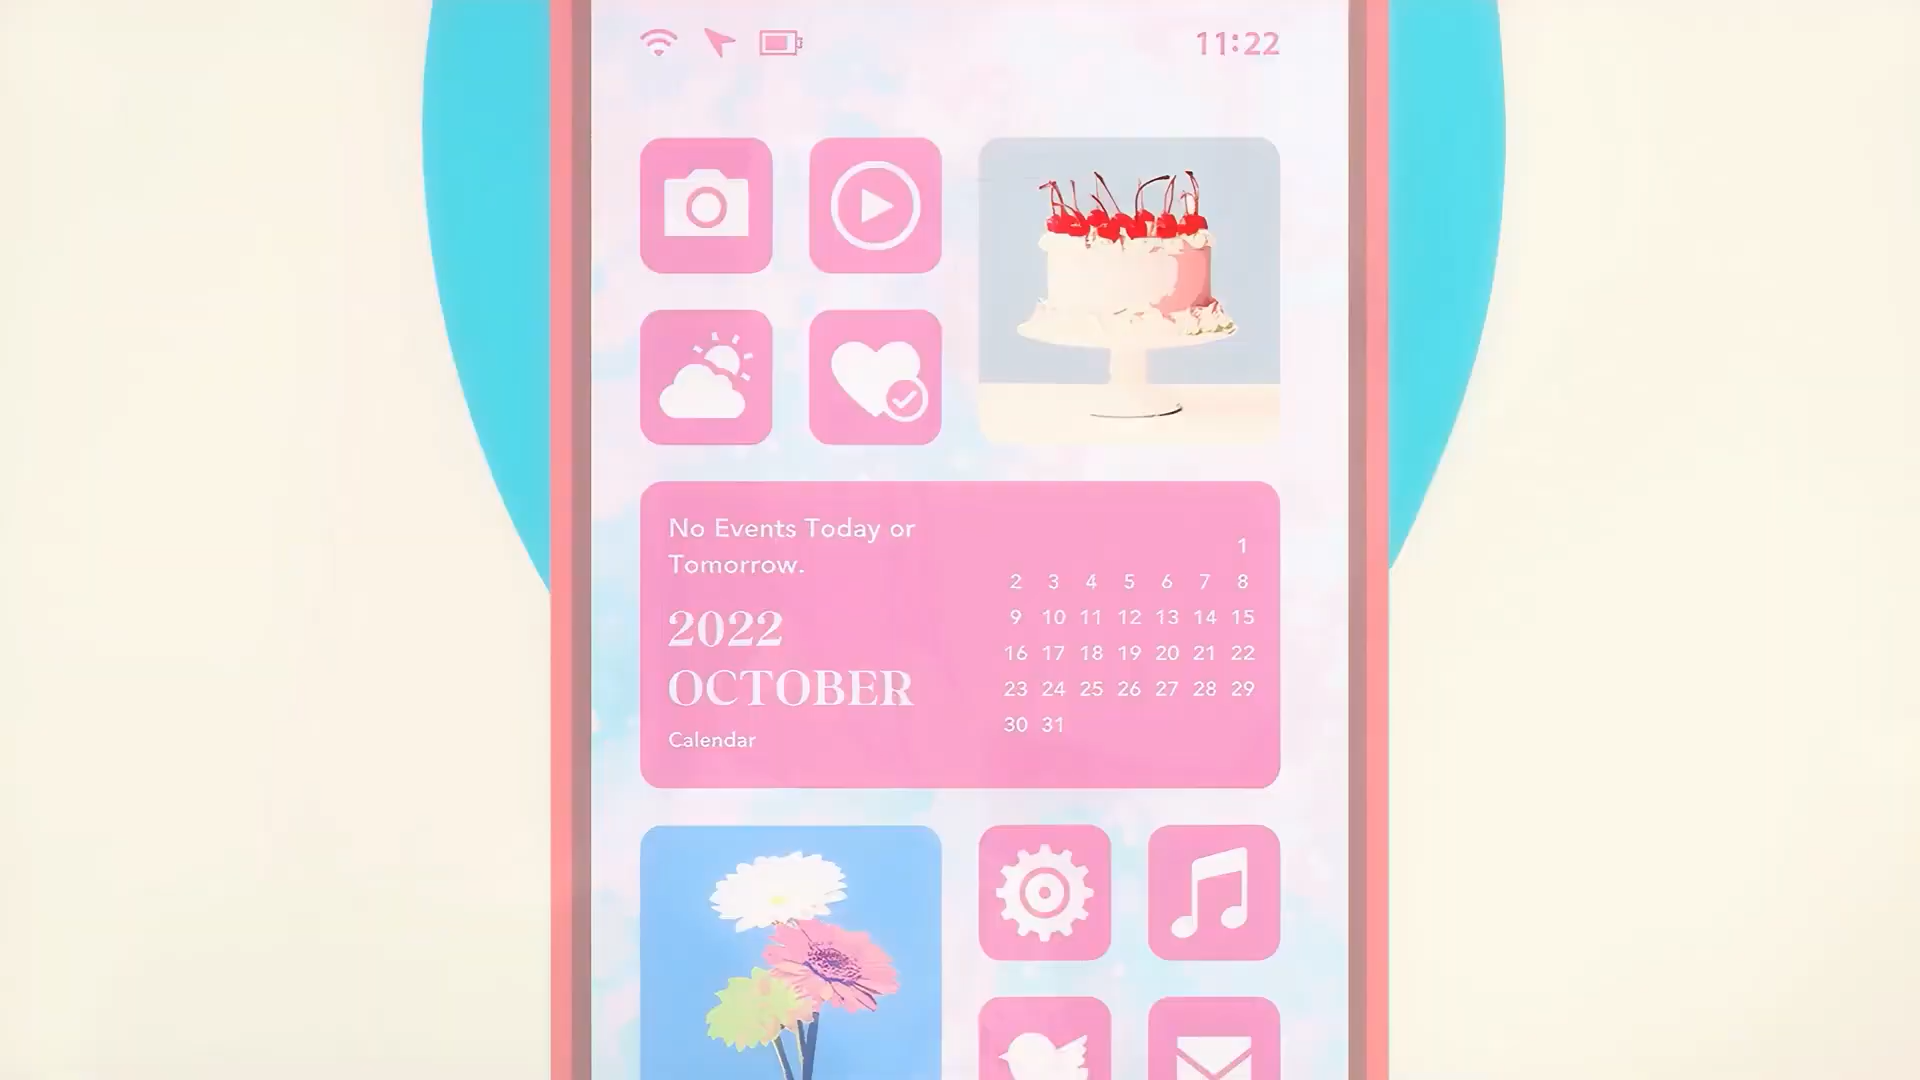 11:22
No Events Today or
Tomorrow.
2022
OCTOBER
Calendar
1
2 3 4 5 6 7 8
9 10 11 12 13 14 15
16 17 18 19 20 21 22
23 24 25 26 27 28 29
30 31